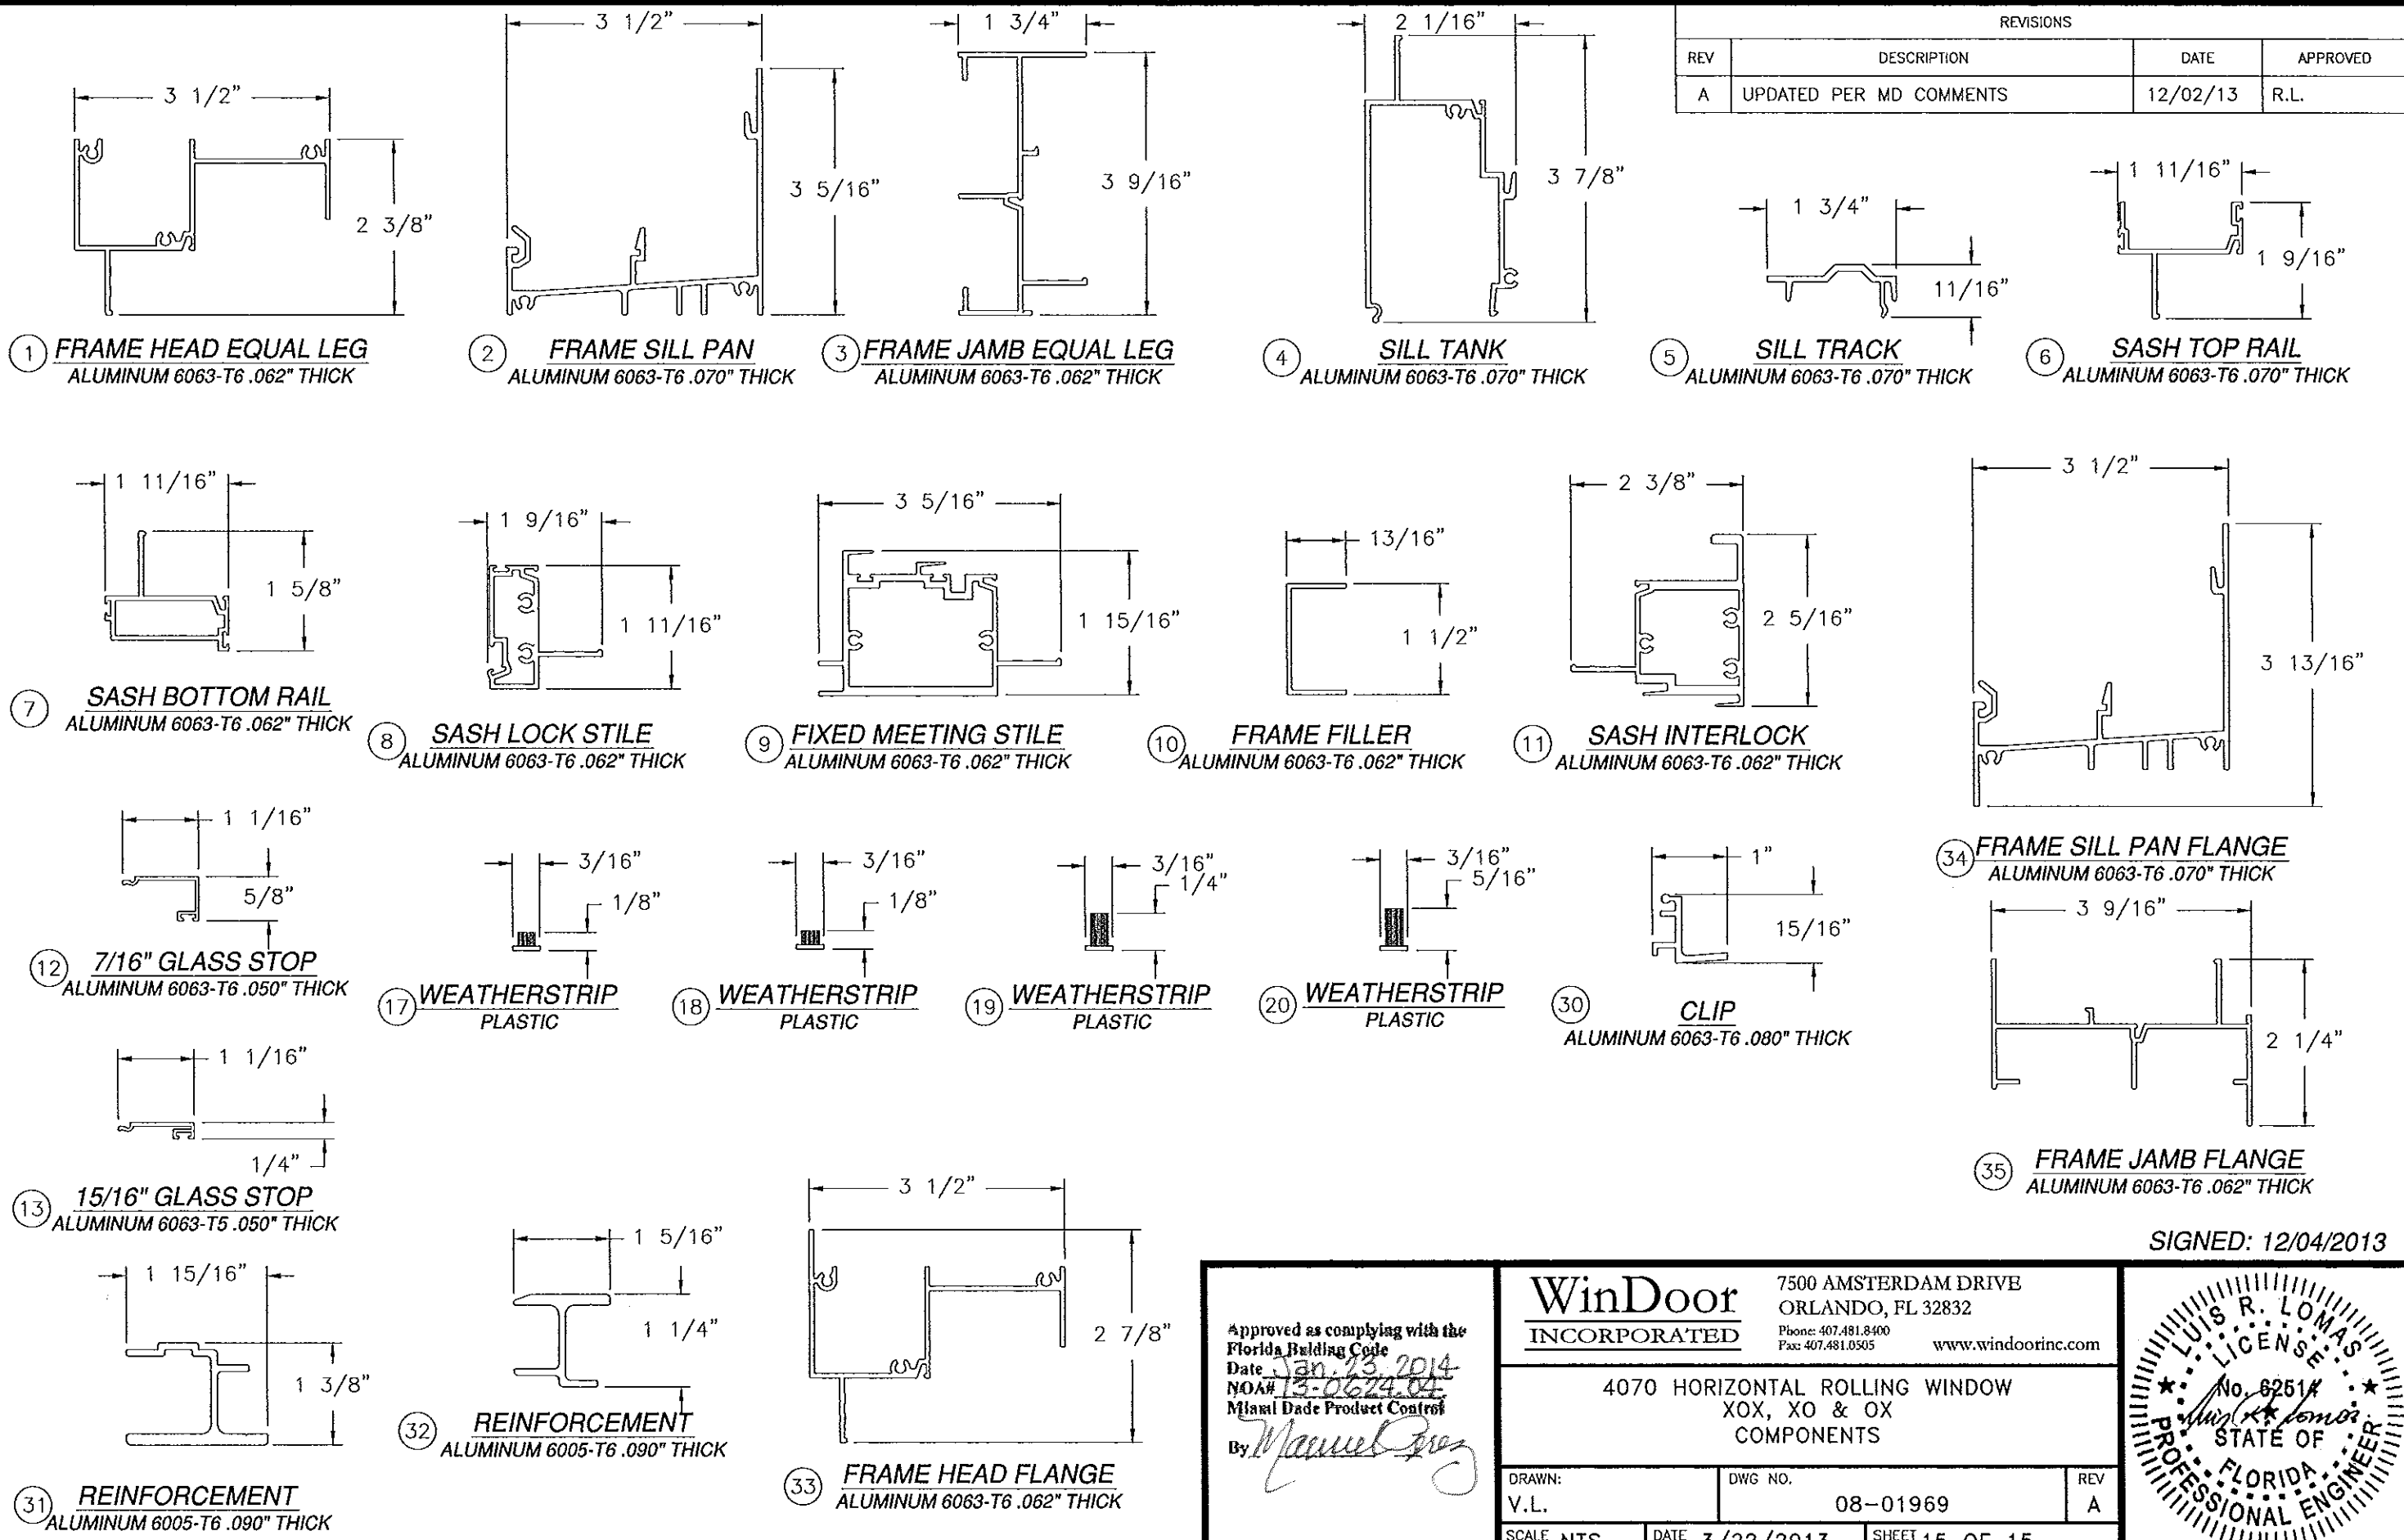 REVISIONS
REV DESCRIPTION DATE APPROVED
A UPDATED PER MD COMMENTS 12/02/13 R.L.
3 1/2"
2 3/8"
1 FRAME HEAD EQUAL LEG
ALUMINUM 6063-T6 .062" THICK
3 1/2"
3 5/16"
2 FRAME SILL PAN
ALUMINUM 6063-T6 .070" THICK
1 3/4"
3 9/16"
3 FRAME JAMB EQUAL LEG
ALUMINUM 6063-T6 .062" THICK
2 1/16"
3 7/8"
4 SILL TANK
ALUMINUM 6063-T6 .070" THICK
1 3/4"
11/16"
5 SILL TRACK
ALUMINUM 6063-T6 .070" THICK
1 11/16"
1 9/16"
6 SASH TOP RAIL
ALUMINUM 6063-T6 .070" THICK
1 11/16"
1 5/8"
7 SASH BOTTOM RAIL
ALUMINUM 6063-T6 .062" THICK
1 9/16"
1 11/16"
8 SASH LOCK STILE
ALUMINUM 6063-T6 .062" THICK
3 5/16"
1 15/16"
9 FIXED MEETING STILE
ALUMINUM 6063-T6 .062" THICK
13/16"
1 1/2"
10 FRAME FILLER
ALUMINUM 6063-T6 .062" THICK
2 3/8"
2 5/16"
11 SASH INTERLOCK
ALUMINUM 6063-T6 .062" THICK
3 1/2"
3 13/16"
34 FRAME SILL PAN FLANGE
ALUMINUM 6063-T6 .070" THICK
1 1/16"
5/8"
12 7/16" GLASS STOP
ALUMINUM 6063-T6 .050" THICK
3/16"
1/8"
17 WEATHERSTRIP
PLASTIC
3/16"
1/8"
18 WEATHERSTRIP
PLASTIC
3/16"
1/4"
19 WEATHERSTRIP
PLASTIC
3/16"
5/16"
20 WEATHERSTRIP
PLASTIC
1"
15/16"
30 CLIP
ALUMINUM 6063-T6 .080" THICK
3 9/16"
2 1/4"
35 FRAME JAMB FLANGE
ALUMINUM 6063-T6 .062" THICK
1 1/16"
1/4"
13 15/16" GLASS STOP
ALUMINUM 6063-T5 .050" THICK
1 15/16"
1 3/8"
31 REINFORCEMENT
ALUMINUM 6005-T6 .090" THICK
1 5/16"
1 1/4"
32 REINFORCEMENT
ALUMINUM 6005-T6 .090" THICK
3 1/2"
2 7/8"
33 FRAME HEAD FLANGE
ALUMINUM 6063-T6 .062" THICK
SIGNED: 12/04/2013
Approved as complying with the
Florida Building Code
Date Jan. 23, 2014
NOA# 13-0624.04
Miami Dade Product Control
By Manuel Perez
WinDoor
INCORPORATED
7500 AMSTERDAM DRIVE
ORLANDO, FL 32832
Phone: 407.481.8400
Fax: 407.481.0505 www.windoorinc.com
4070 HORIZONTAL ROLLING WINDOW
XOX, XO & OX
COMPONENTS
DRAWN:
V.L.
DWG NO.
08-01969
REV
A
SCALE NTS DATE 3/22/2013 SHEET 15 OF 15
LUIS R. LOMAS
LICENSE
No. 62514
STATE OF
FLORIDA
PROFESSIONAL ENGINEER